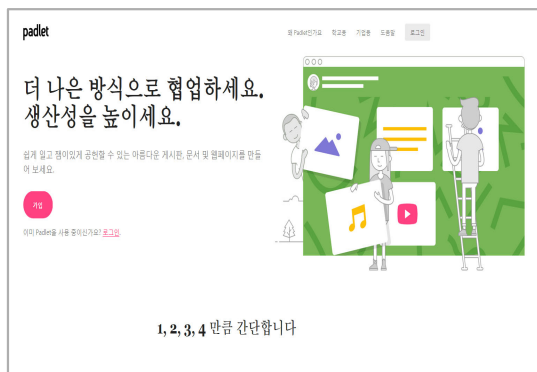 padlet
왜 Padlet인가요 학교용 기업용 도움말 로그인
더 나은 방식으로 협업하세요.
생산성을 높이세요.
쉽게 읽고 쟁이있게 공헌할 수 있는 아름다운 게시판, 문서 및 웹페이지를 만들
어 보세요.
가입
이미 Padlet을 사용 중이신가요? 로그인
1, 2, 3, 4 만큼 간단합니다